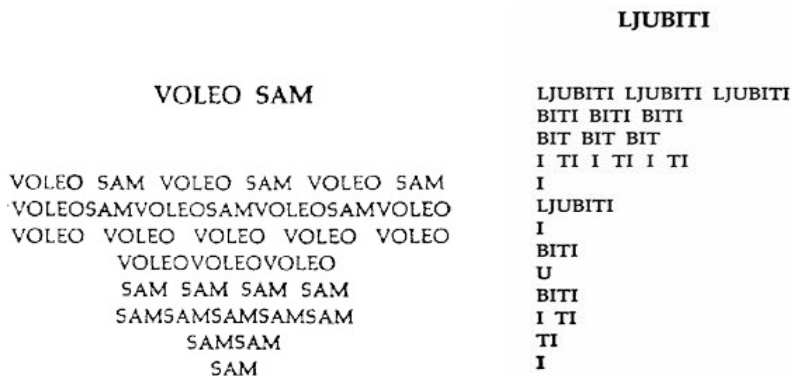 VOLEO SAM
VOLEO SAM VOLEO SAM VOLEO SAM
VOLEOSAMVOLEOSAMVOLEOSAMVOLEO
VOLEO VOLEO VOLEO VOLEO VOLEO
VOLEOVOLEOVOLEO
SAM SAM SAM SAM
SAMSAMSAMSAMSAM
SAMSAM
SAM
LJUBITI
LJUBITI LJUBITI LJUBITI
BITI BITI BITI
BIT BIT BIT
I TI I TI I TI
I
LJUBITI
I
BITI
U
BITI
I TI
TI
I